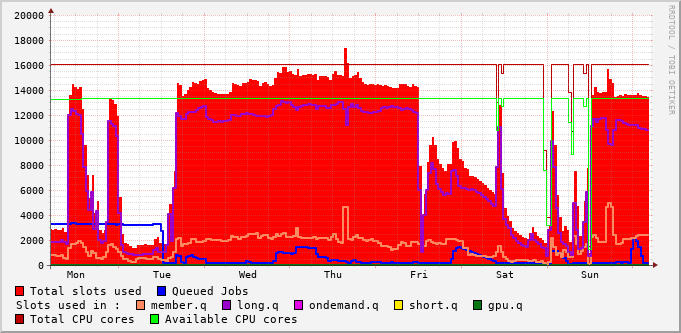 20000
18000
16000
14000
12000
10000
8000
6000
4000
2000
0
Mon Tue Wed Thu Fri Sat Sun
Total slots used Queued Jobs
Slots used in : member.q long.q ondemand.q short.q gpu.q
Total CPU cores Available CPU cores
RRDTOOL / TOBI OETIKER